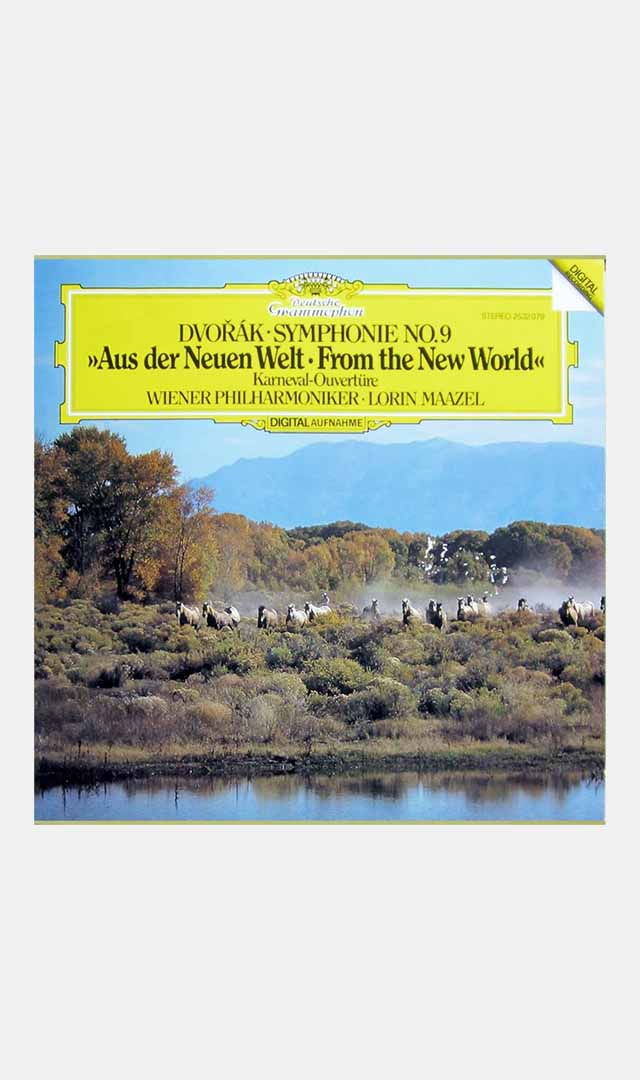 DIGITAL
RECORDING
Deutsche
Grammophon
STEREO 2532 079
DVOŘÁK · SYMPHONIE NO. 9
»Aus der Neuen Welt · From the New World«
Karneval-Ouvertüre
WIENER PHILHARMONIKER · LORIN MAAZEL
DIGITAL AUFNAHME